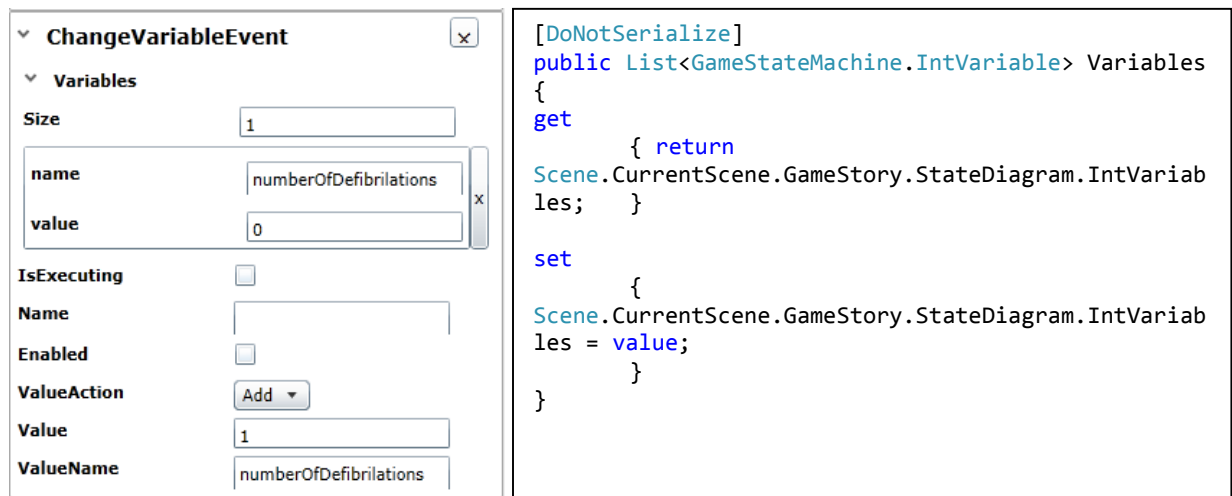 ChangeVariableEvent x
Variables
Size 1
name numberOfDefibrilations
x
value 0
IsExecuting
Name
Enabled
ValueAction Add
Value 1
ValueName numberOfDefibrilations
[DoNotSerialize]
public List<GameStateMachine.IntVariable> Variables
{
get
{ return
Scene.CurrentScene.GameStory.StateDiagram.IntVariab
les; }
set
{
Scene.CurrentScene.GameStory.StateDiagram.IntVariab
les = value;
}
}